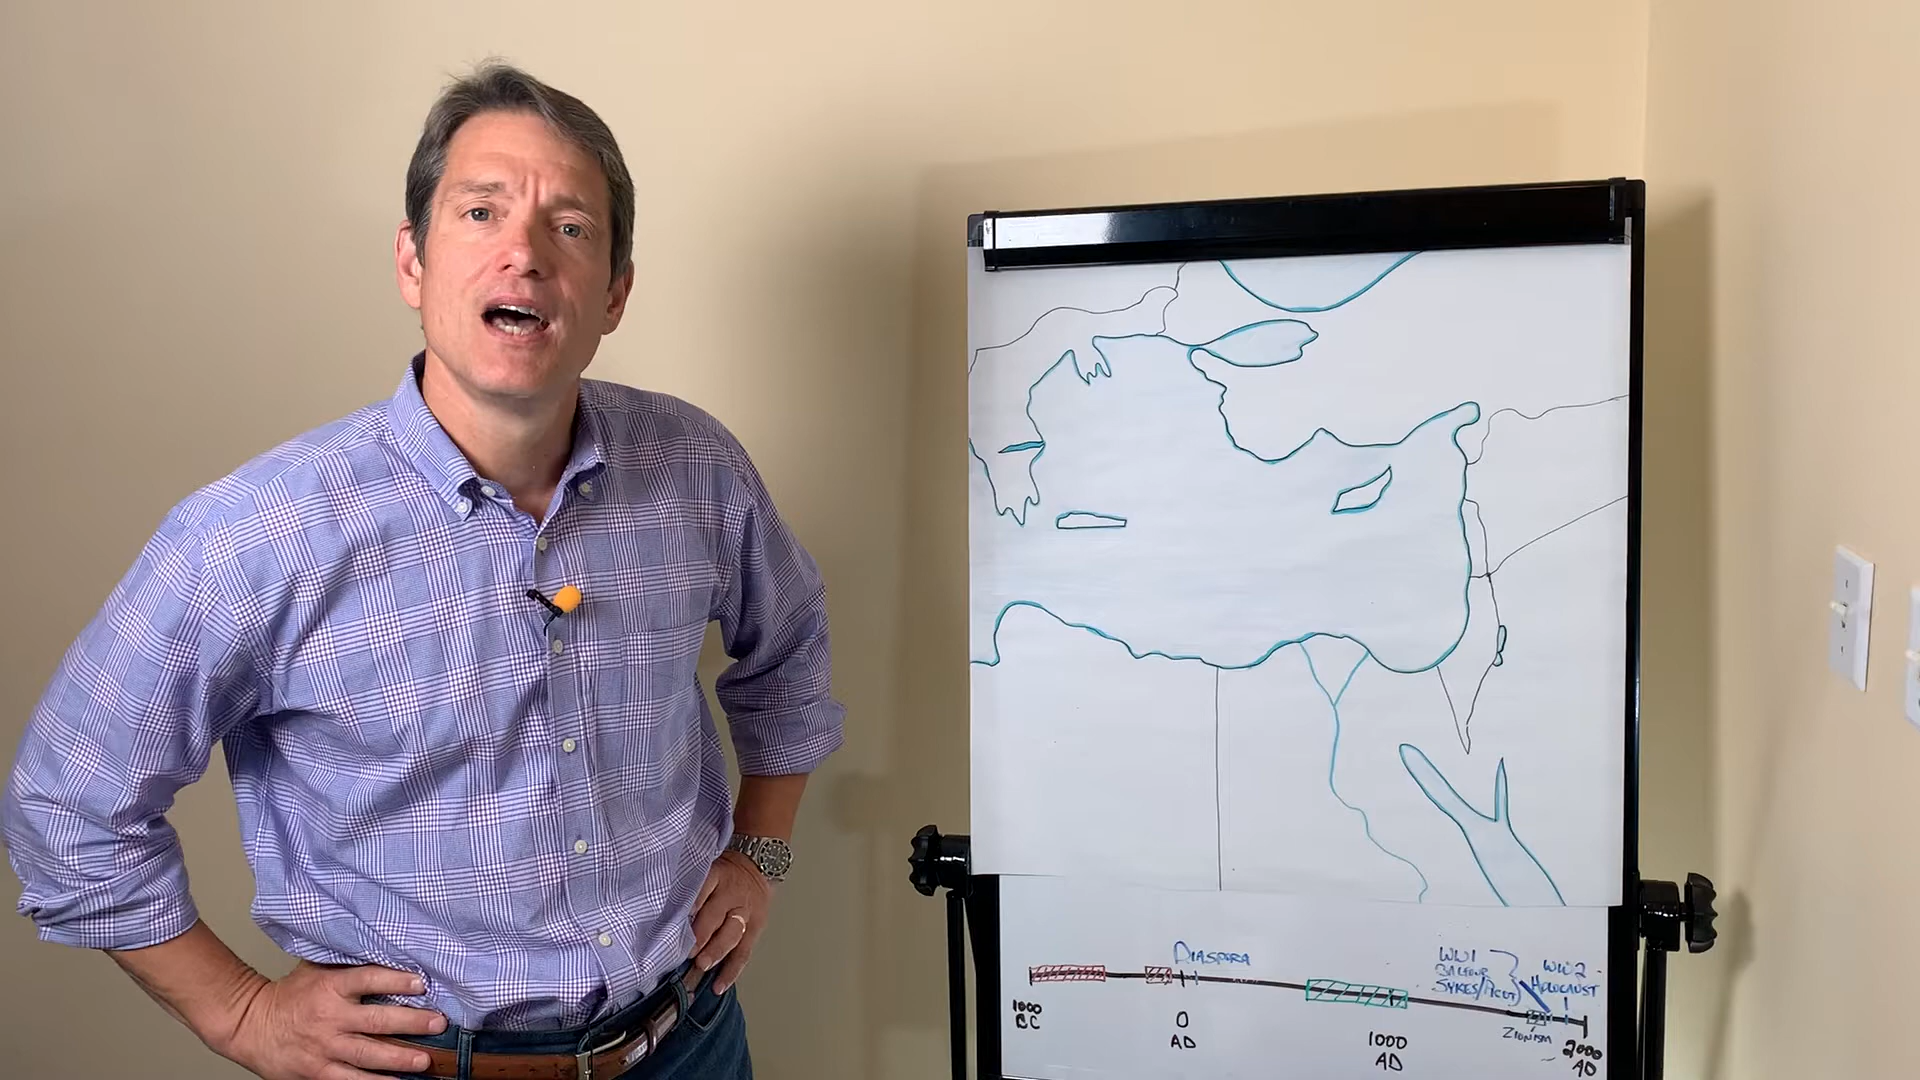 DIASPORA
WW1
BALFOUR
SYKES/PICOT
WW2 -
HOLOCAUST
1000
BC
0
AD
1000
AD
ZIONISM
2000
AD